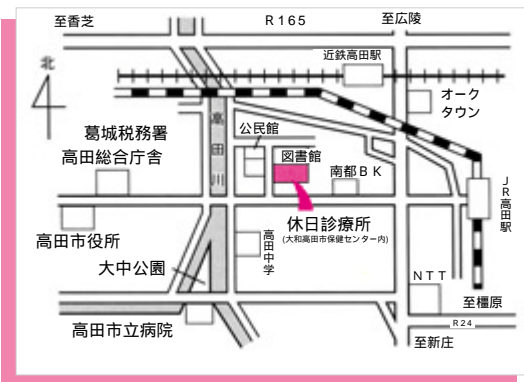 至香芝
R165
至広陵
近鉄高田駅
北
オーク
タウン
高田川
公民館
葛城税務署
高田総合庁舎
図書館
南都BK
JR高田駅
休日診療所
(大和高田市保健センター内)
高田市役所
高田中学
大中公園
NTT
至橿原
高田市立病院
R24
至新庄